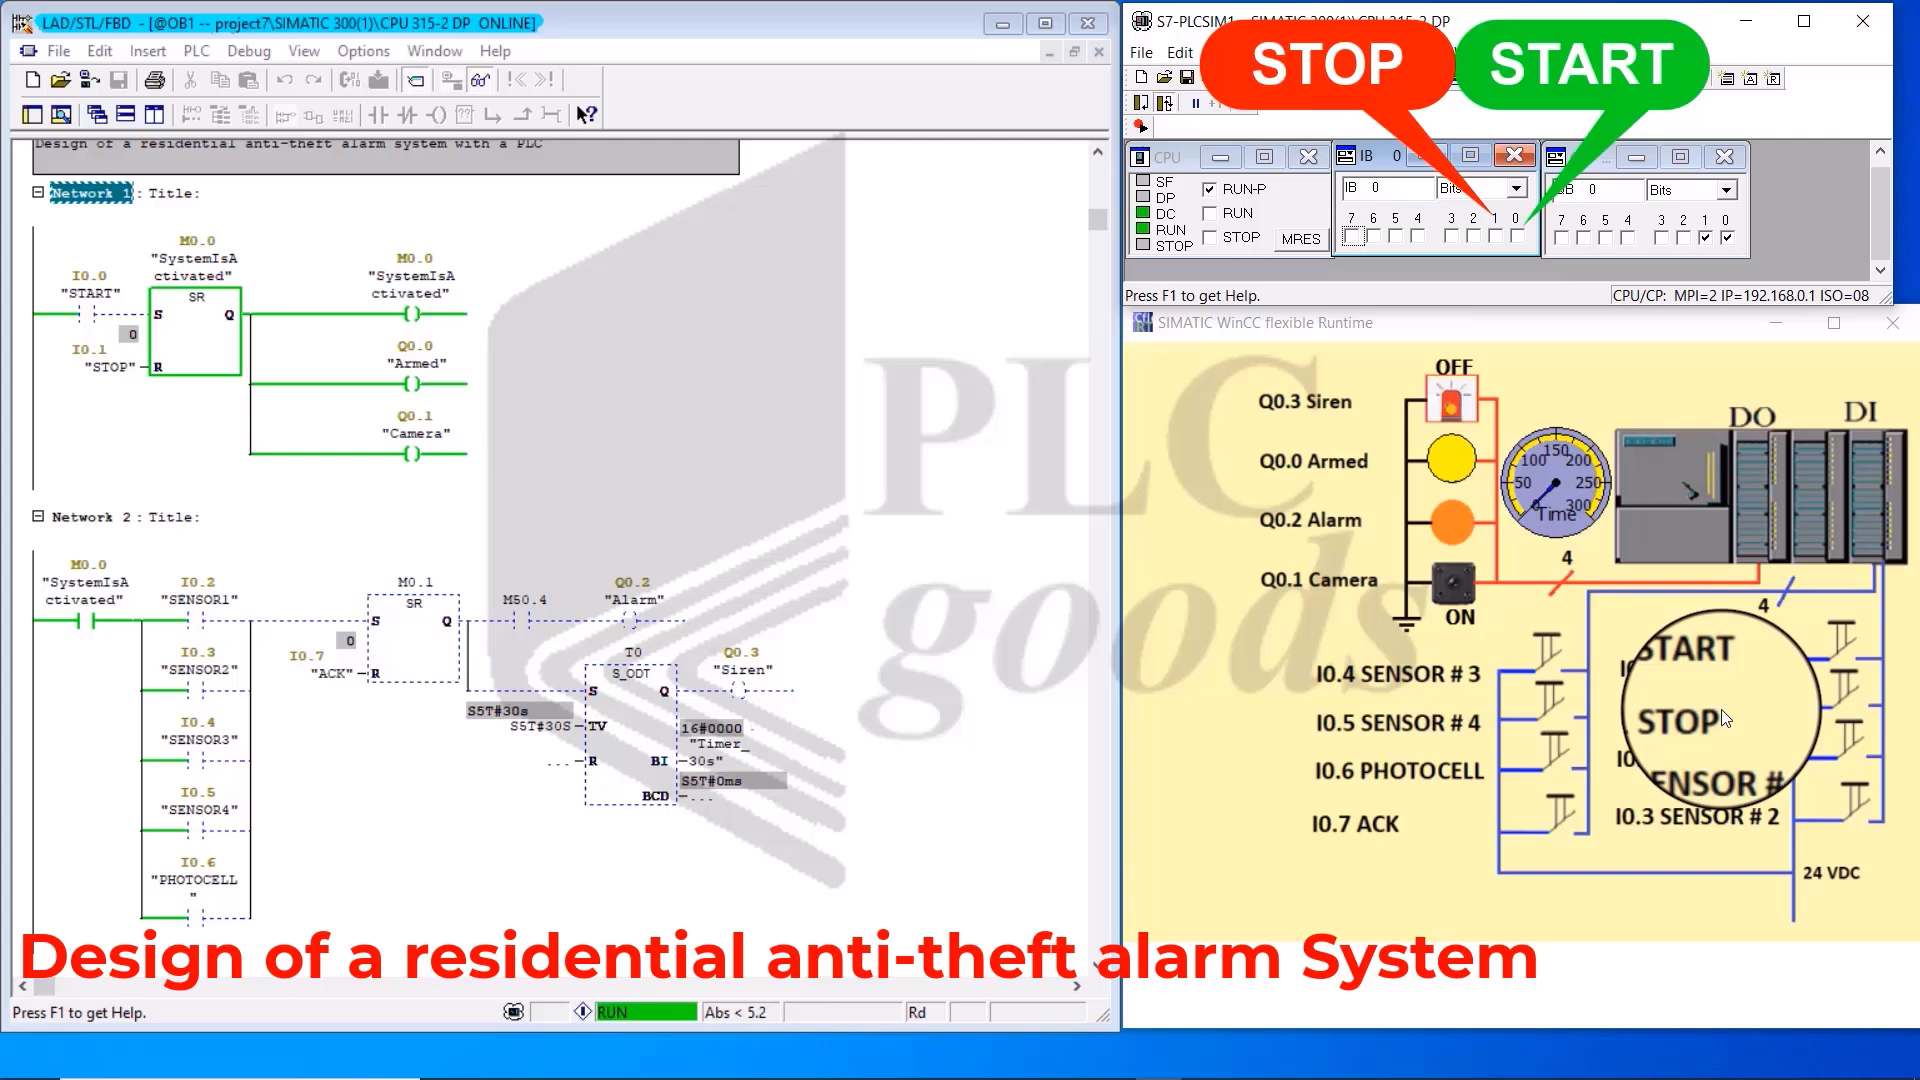 LAD/STL/FBD - [@OB1 -- project7\SIMATIC 300(1)\CPU 315-2 DP ONLINE]
File Edit Insert PLC Debug View Options Window Help
Design of a residential anti-theft alarm system with a PLC
Network 1 : Title:
M0.0
"SystemIsA
ctivated"
I0.0
"START"
SR
S Q
0
I0.1
"STOP" R
M0.0
"SystemIsA
ctivated"
Q0.0
"Armed"
Q0.1
"Camera"
Network 2 : Title:
M0.0
"SystemIsA
ctivated"
I0.2
"SENSOR1"
I0.3
"SENSOR2"
I0.4
"SENSOR3"
I0.5
"SENSOR4"
I0.6
"PHOTOCELL
"
M0.1
SR
S Q
0
I0.7
"ACK" R
M50.4
Q0.2
"Alarm"
T0
S_ODT
S Q
S5T#30s
S5T#30S TV
... R
BI
BCD
Q0.3
"Siren"
16#0000
"Timer_
30s"
S5T#0ms
...
PLC
goods
Design of a residential anti-theft alarm System
Press F1 to get Help.
RUN
Abs < 5.2
Rd
S7-PLCSIM1
File Edit
STOP
START
CPU
SF
DP
DC
RUN
STOP
RUN-P
RUN
STOP
MRES
IB 0
IB 0 Bits
7 6 5 4 3 2 1 0
0 Bits
7 6 5 4 3 2 1 0
Press F1 to get Help.
CPU/CP: MPI=2 IP=192.168.0.1 ISO=08
SIMATIC WinCC flexible Runtime
OFF
Q0.3 Siren
Q0.0 Armed
Q0.2 Alarm
Q0.1 Camera
ON
0 50 100 150 200 250 300
Time
DO
DI
4
4
I0.4 SENSOR # 3
I0.5 SENSOR # 4
I0.6 PHOTOCELL
I0.7 ACK
START
STOP
ENSOR #
I0.3 SENSOR # 2
24 VDC